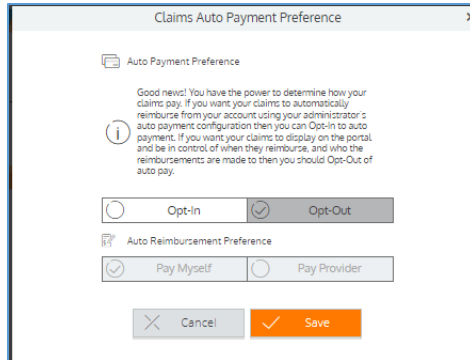 Claims Auto Payment Preference
Auto Payment Preference
Good news! You have the power to determine how your
claims pay. If you want your claims to automatically
reimburse from your account using your administrator's
auto payment configuration then you can Opt-In to auto
payment. If you want your claims to display on the portal
and be in control of when they reimburse, and who the
reimbursements are made to then you should Opt-Out of
auto pay.
Opt-In Opt-Out
Auto Reimbursement Preference
Pay Myself Pay Provider
Cancel Save